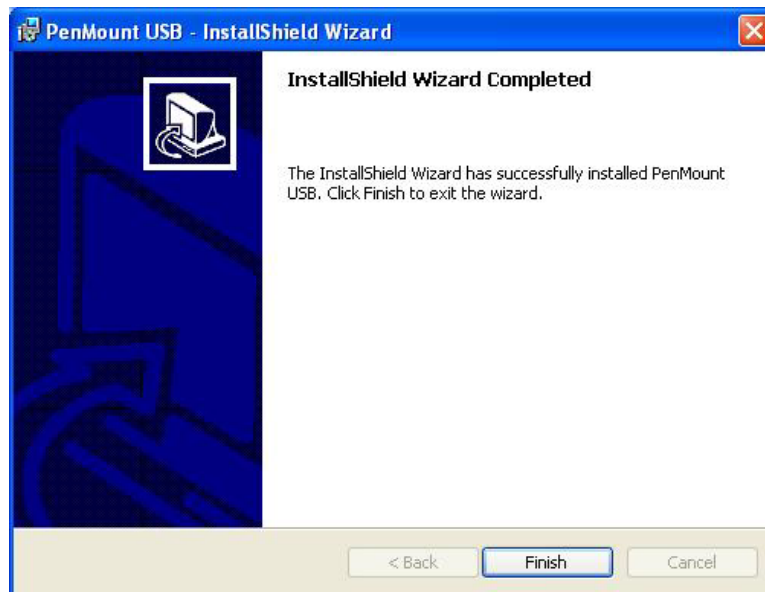 PenMount USB - InstallShield Wizard
InstallShield Wizard Completed
The InstallShield Wizard has successfully installed PenMount
USB. Click Finish to exit the wizard.
< Back
Finish
Cancel